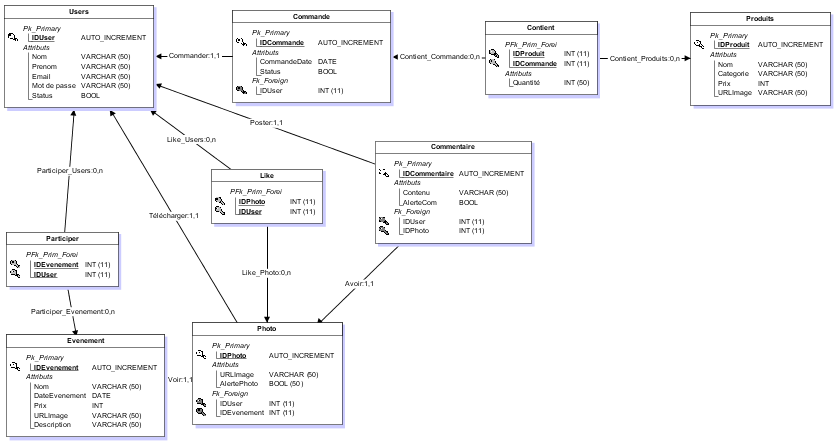 Users
Pk_Primary
IDUser AUTO_INCREMENT
Attributs
Nom VARCHAR (50)
Prenom VARCHAR (50)
Email VARCHAR (50)
Mot de passe VARCHAR (50)
Status BOOL
Commander:1,1
Commande
Pk_Primary
IDCommande AUTO_INCREMENT
Attributs
CommandeDate DATE
Status BOOL
Fk_Foreign
IDUser INT (11)
Contient_Commande:0,n
Contient
PFk_Prim_Forei
IDProduit INT (11)
IDCommande INT (11)
Attributs
Quantité INT (50)
Contient_Produits:0,n
Produits
Pk_Primary
IDProduit AUTO_INCREMENT
Attributs
Nom VARCHAR (50)
Categorie VARCHAR (50)
Prix INT
URLImage VARCHAR (50)
Poster:1,1
Like_Users:0,n
Participer_Users:0,n
Télécharger:1,1
Like
PFk_Prim_Forei
IDPhoto INT (11)
IDUser INT (11)
Commentaire
Pk_Primary
IDCommentaire AUTO_INCREMENT
Attributs
Contenu VARCHAR (50)
AlerteCom BOOL
Fk_Foreign
IDUser INT (11)
IDPhoto INT (11)
Participer
PFk_Prim_Forei
IDEvenement INT (11)
IDUser INT (11)
Like_Photo:0,n
Avoir:1,1
Participer_Evenement:0,n
Evenement
Pk_Primary
IDEvenement AUTO_INCREMENT
Attributs
Nom VARCHAR (50)
DateEvenement DATE
Prix INT
URLImage VARCHAR (50)
Description VARCHAR (50)
Voir:1,1
Photo
Pk_Primary
IDPhoto AUTO_INCREMENT
Attributs
URLImage VARCHAR (50)
AlertePhoto BOOL (50)
Fk_Foreign
IDUser INT (11)
IDEvenement INT (11)